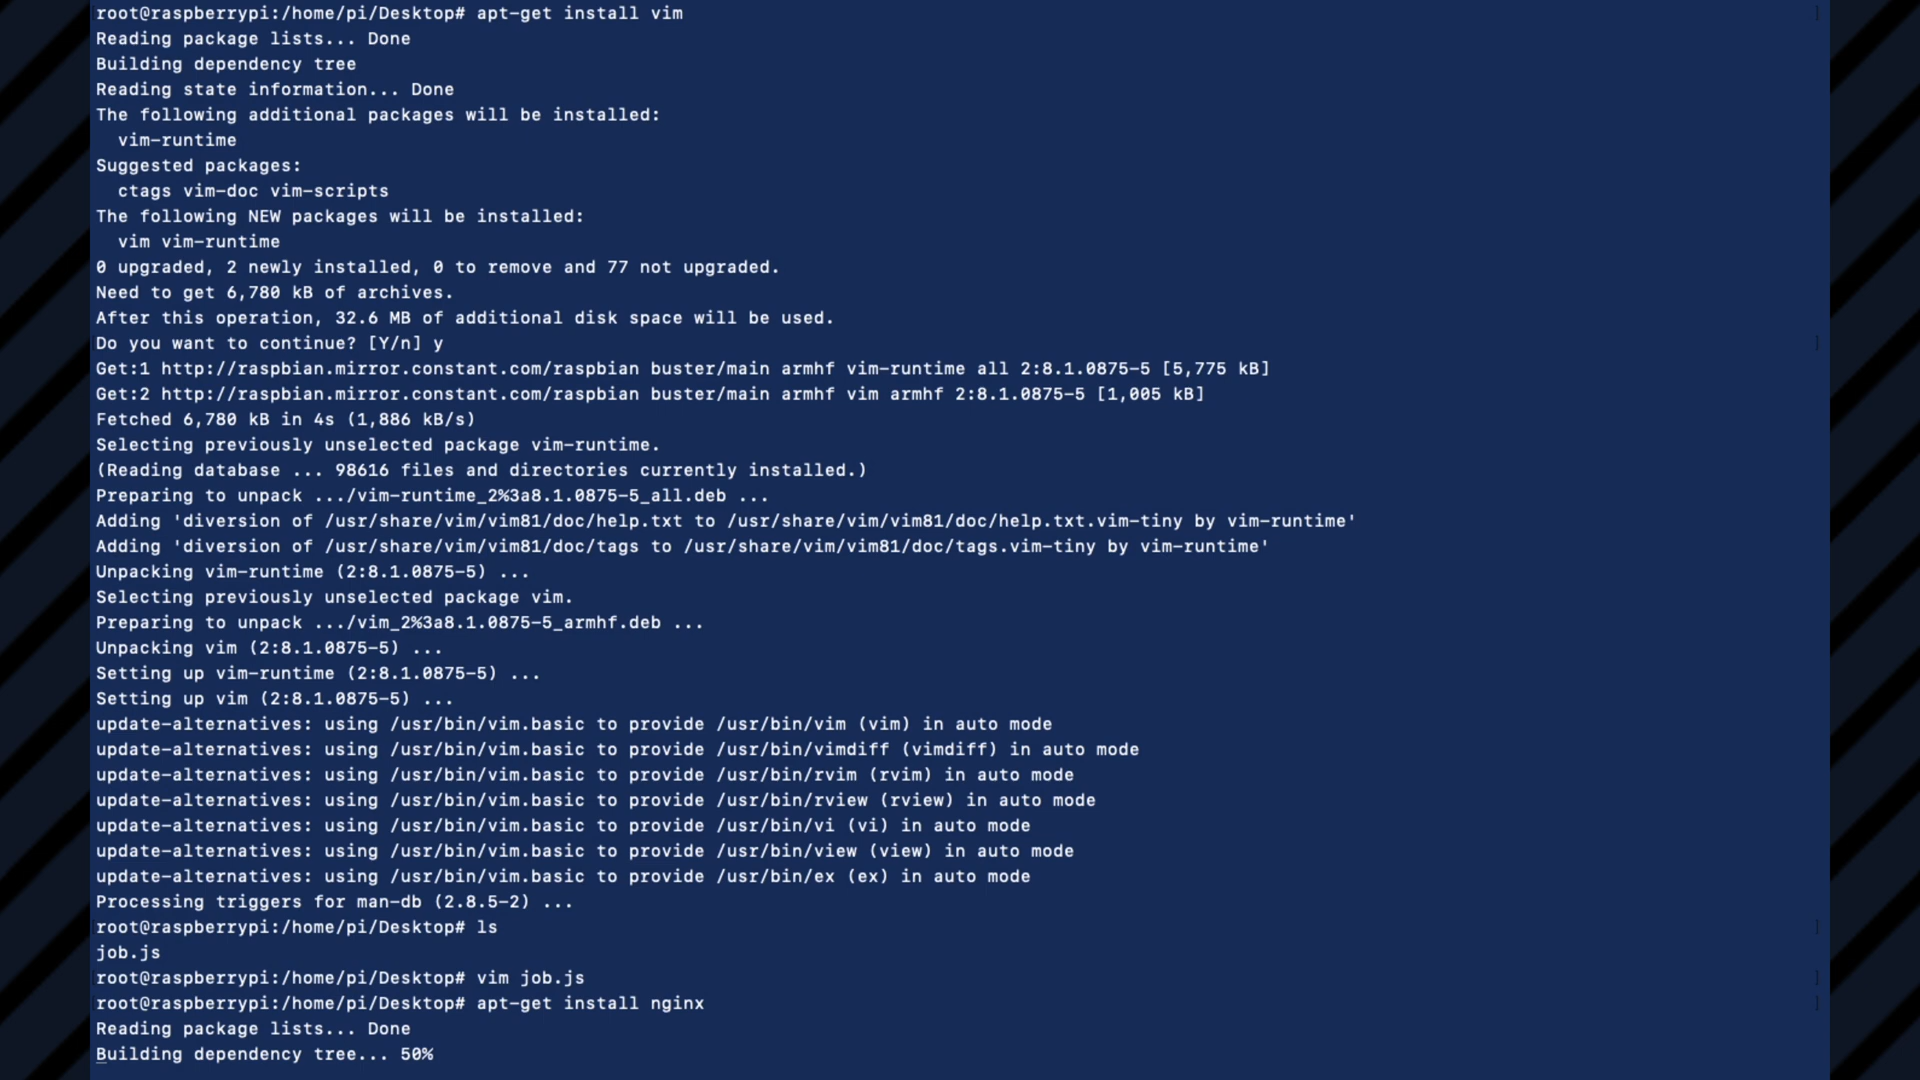 root@raspberrypi:/home/pi/Desktop# apt-get install vim
Reading package lists... Done
Building dependency tree
Reading state information... Done
The following additional packages will be installed:
  vim-runtime
Suggested packages:
  ctags vim-doc vim-scripts
The following NEW packages will be installed:
  vim vim-runtime
0 upgraded, 2 newly installed, 0 to remove and 77 not upgraded.
Need to get 6,780 kB of archives.
After this operation, 32.6 MB of additional disk space will be used.
Do you want to continue? [Y/n] y
Get:1 http://raspbian.mirror.constant.com/raspbian buster/main armhf vim-runtime all 2:8.1.0875-5 [5,775 kB]
Get:2 http://raspbian.mirror.constant.com/raspbian buster/main armhf vim armhf 2:8.1.0875-5 [1,005 kB]
Fetched 6,780 kB in 4s (1,886 kB/s)
Selecting previously unselected package vim-runtime.
(Reading database ... 98616 files and directories currently installed.)
Preparing to unpack .../vim-runtime_2%3a8.1.0875-5_all.deb ...
Adding 'diversion of /usr/share/vim/vim81/doc/help.txt to /usr/share/vim/vim81/doc/help.txt.vim-tiny by vim-runtime'
Adding 'diversion of /usr/share/vim/vim81/doc/tags to /usr/share/vim/vim81/doc/tags.vim-tiny by vim-runtime'
Unpacking vim-runtime (2:8.1.0875-5) ...
Selecting previously unselected package vim.
Preparing to unpack .../vim_2%3a8.1.0875-5_armhf.deb ...
Unpacking vim (2:8.1.0875-5) ...
Setting up vim-runtime (2:8.1.0875-5) ...
Setting up vim (2:8.1.0875-5) ...
update-alternatives: using /usr/bin/vim.basic to provide /usr/bin/vim (vim) in auto mode
update-alternatives: using /usr/bin/vim.basic to provide /usr/bin/vimdiff (vimdiff) in auto mode
update-alternatives: using /usr/bin/vim.basic to provide /usr/bin/rvim (rvim) in auto mode
update-alternatives: using /usr/bin/vim.basic to provide /usr/bin/rview (rview) in auto mode
update-alternatives: using /usr/bin/vim.basic to provide /usr/bin/vi (vi) in auto mode
update-alternatives: using /usr/bin/vim.basic to provide /usr/bin/view (view) in auto mode
update-alternatives: using /usr/bin/vim.basic to provide /usr/bin/ex (ex) in auto mode
Processing triggers for man-db (2.8.5-2) ...
root@raspberrypi:/home/pi/Desktop# ls
job.js
root@raspberrypi:/home/pi/Desktop# vim job.js
root@raspberrypi:/home/pi/Desktop# apt-get install nginx
Reading package lists... Done
Building dependency tree... 50%